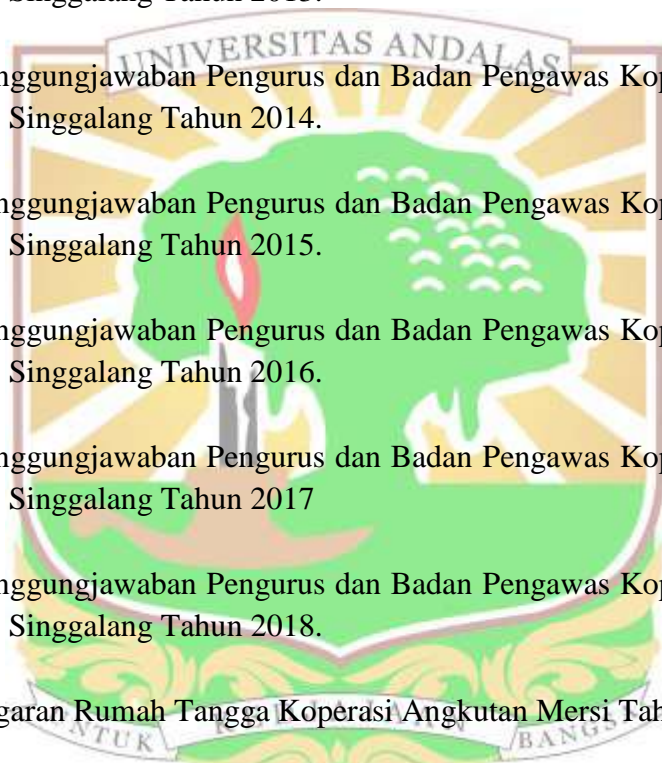 Singgalang Tahun 2013.
UNIVERSITAS ANDALAS
nggungjawaban Pengurus dan Badan Pengawas Kop
Singgalang Tahun 2014.
nggungjawaban Pengurus dan Badan Pengawas Kop
Singgalang Tahun 2015.
nggungjawaban Pengurus dan Badan Pengawas Kop
Singgalang Tahun 2016.
nggungjawaban Pengurus dan Badan Pengawas Kop
Singgalang Tahun 2017
nggungjawaban Pengurus dan Badan Pengawas Kop
Singgalang Tahun 2018.
garan Rumah Tangga Koperasi Angkutan Mersi Tah
UNTUK KEDJAJAAN BANGSA